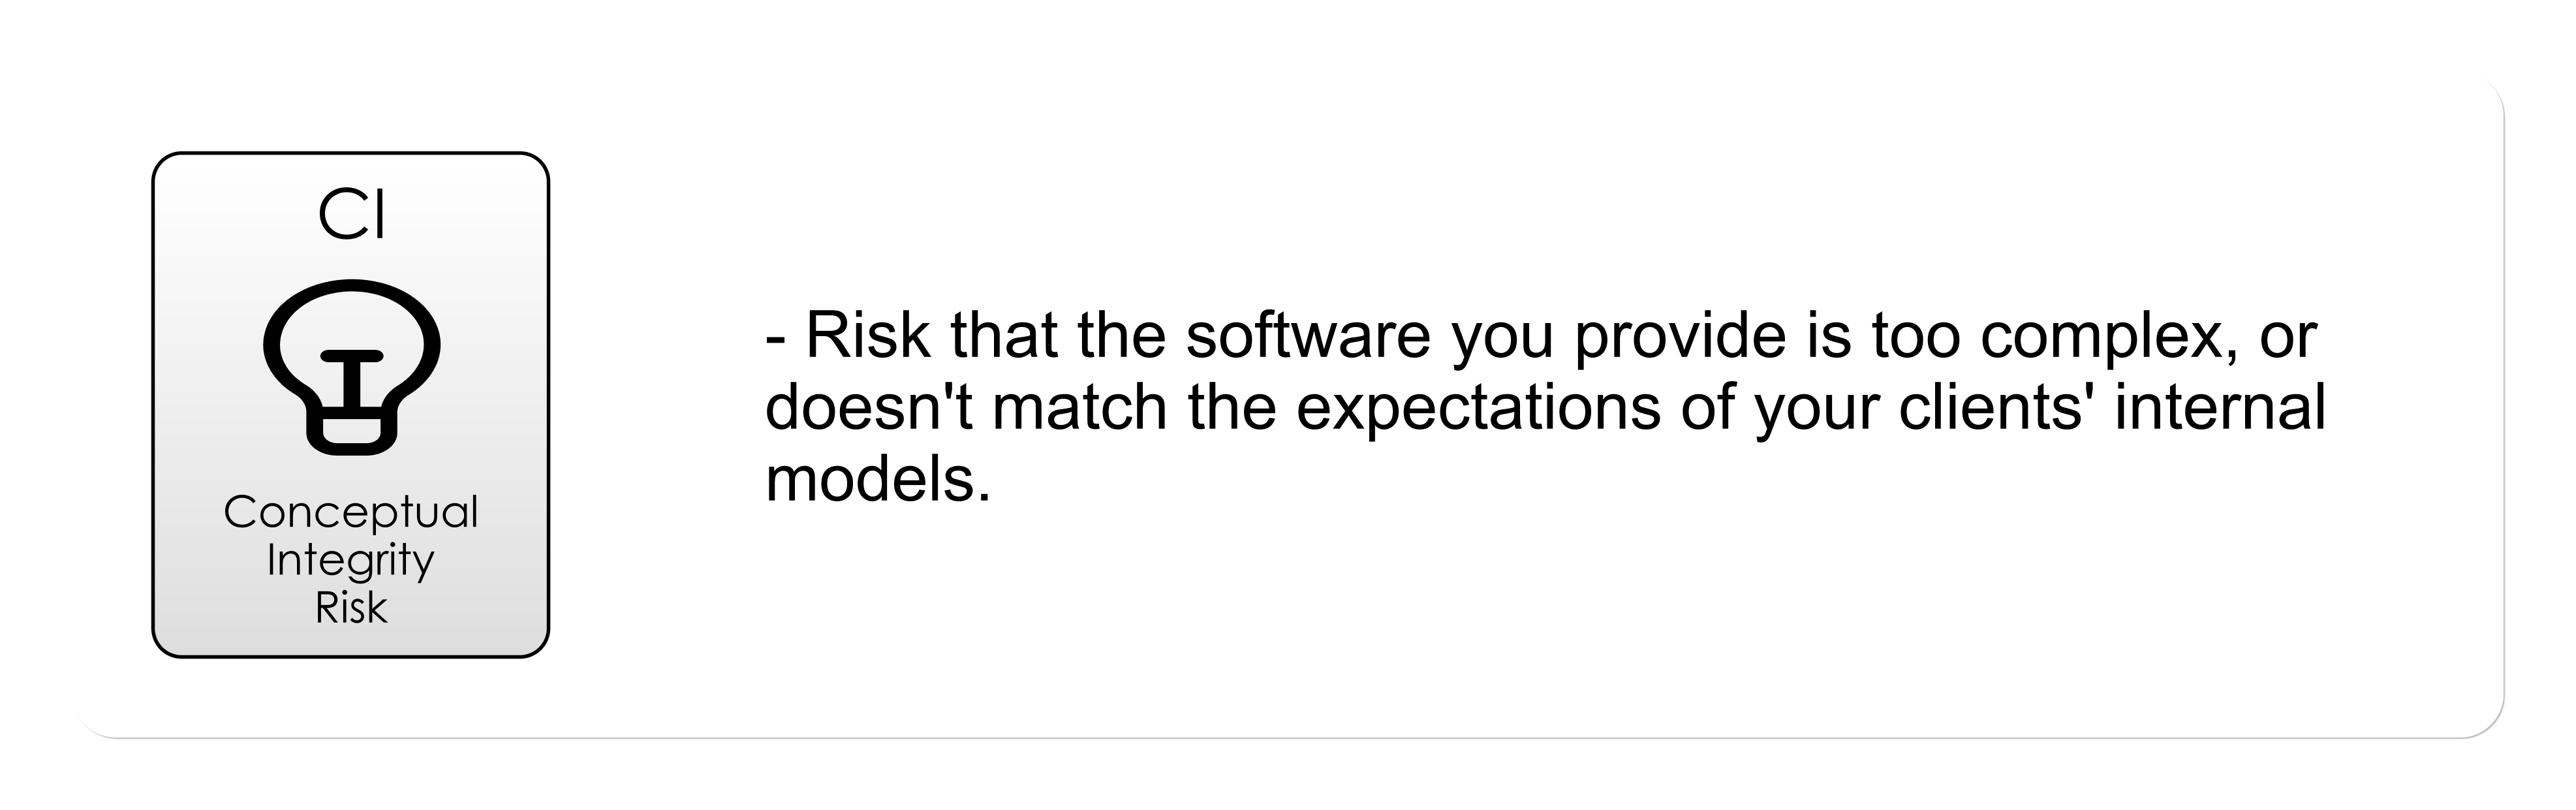 CI
Conceptual
Integrity
Risk
- Risk that the software you provide is too complex, or
doesn't match the expectations of your clients' internal
models.